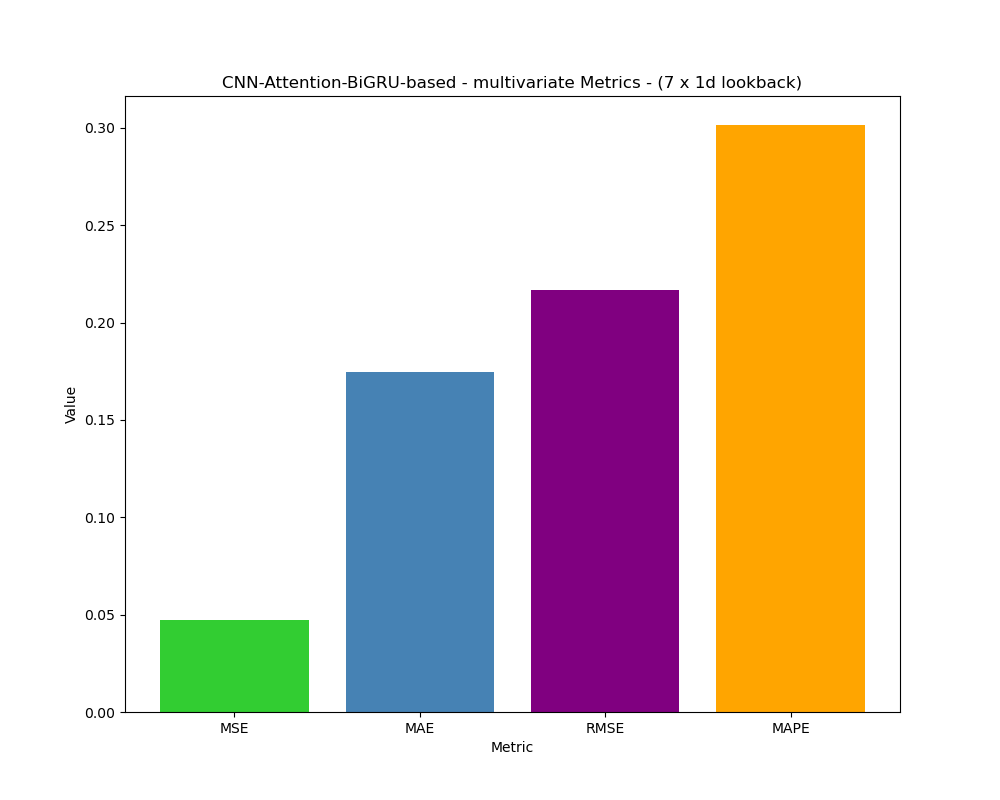 CNN-Attention-BiGRU-based - multivariate Metrics - (7 x 1d lookback)
0.30
0.25
0.20
0.15
0.10
0.05
0.00
Value
MSE MAE RMSE MAPE
Metric